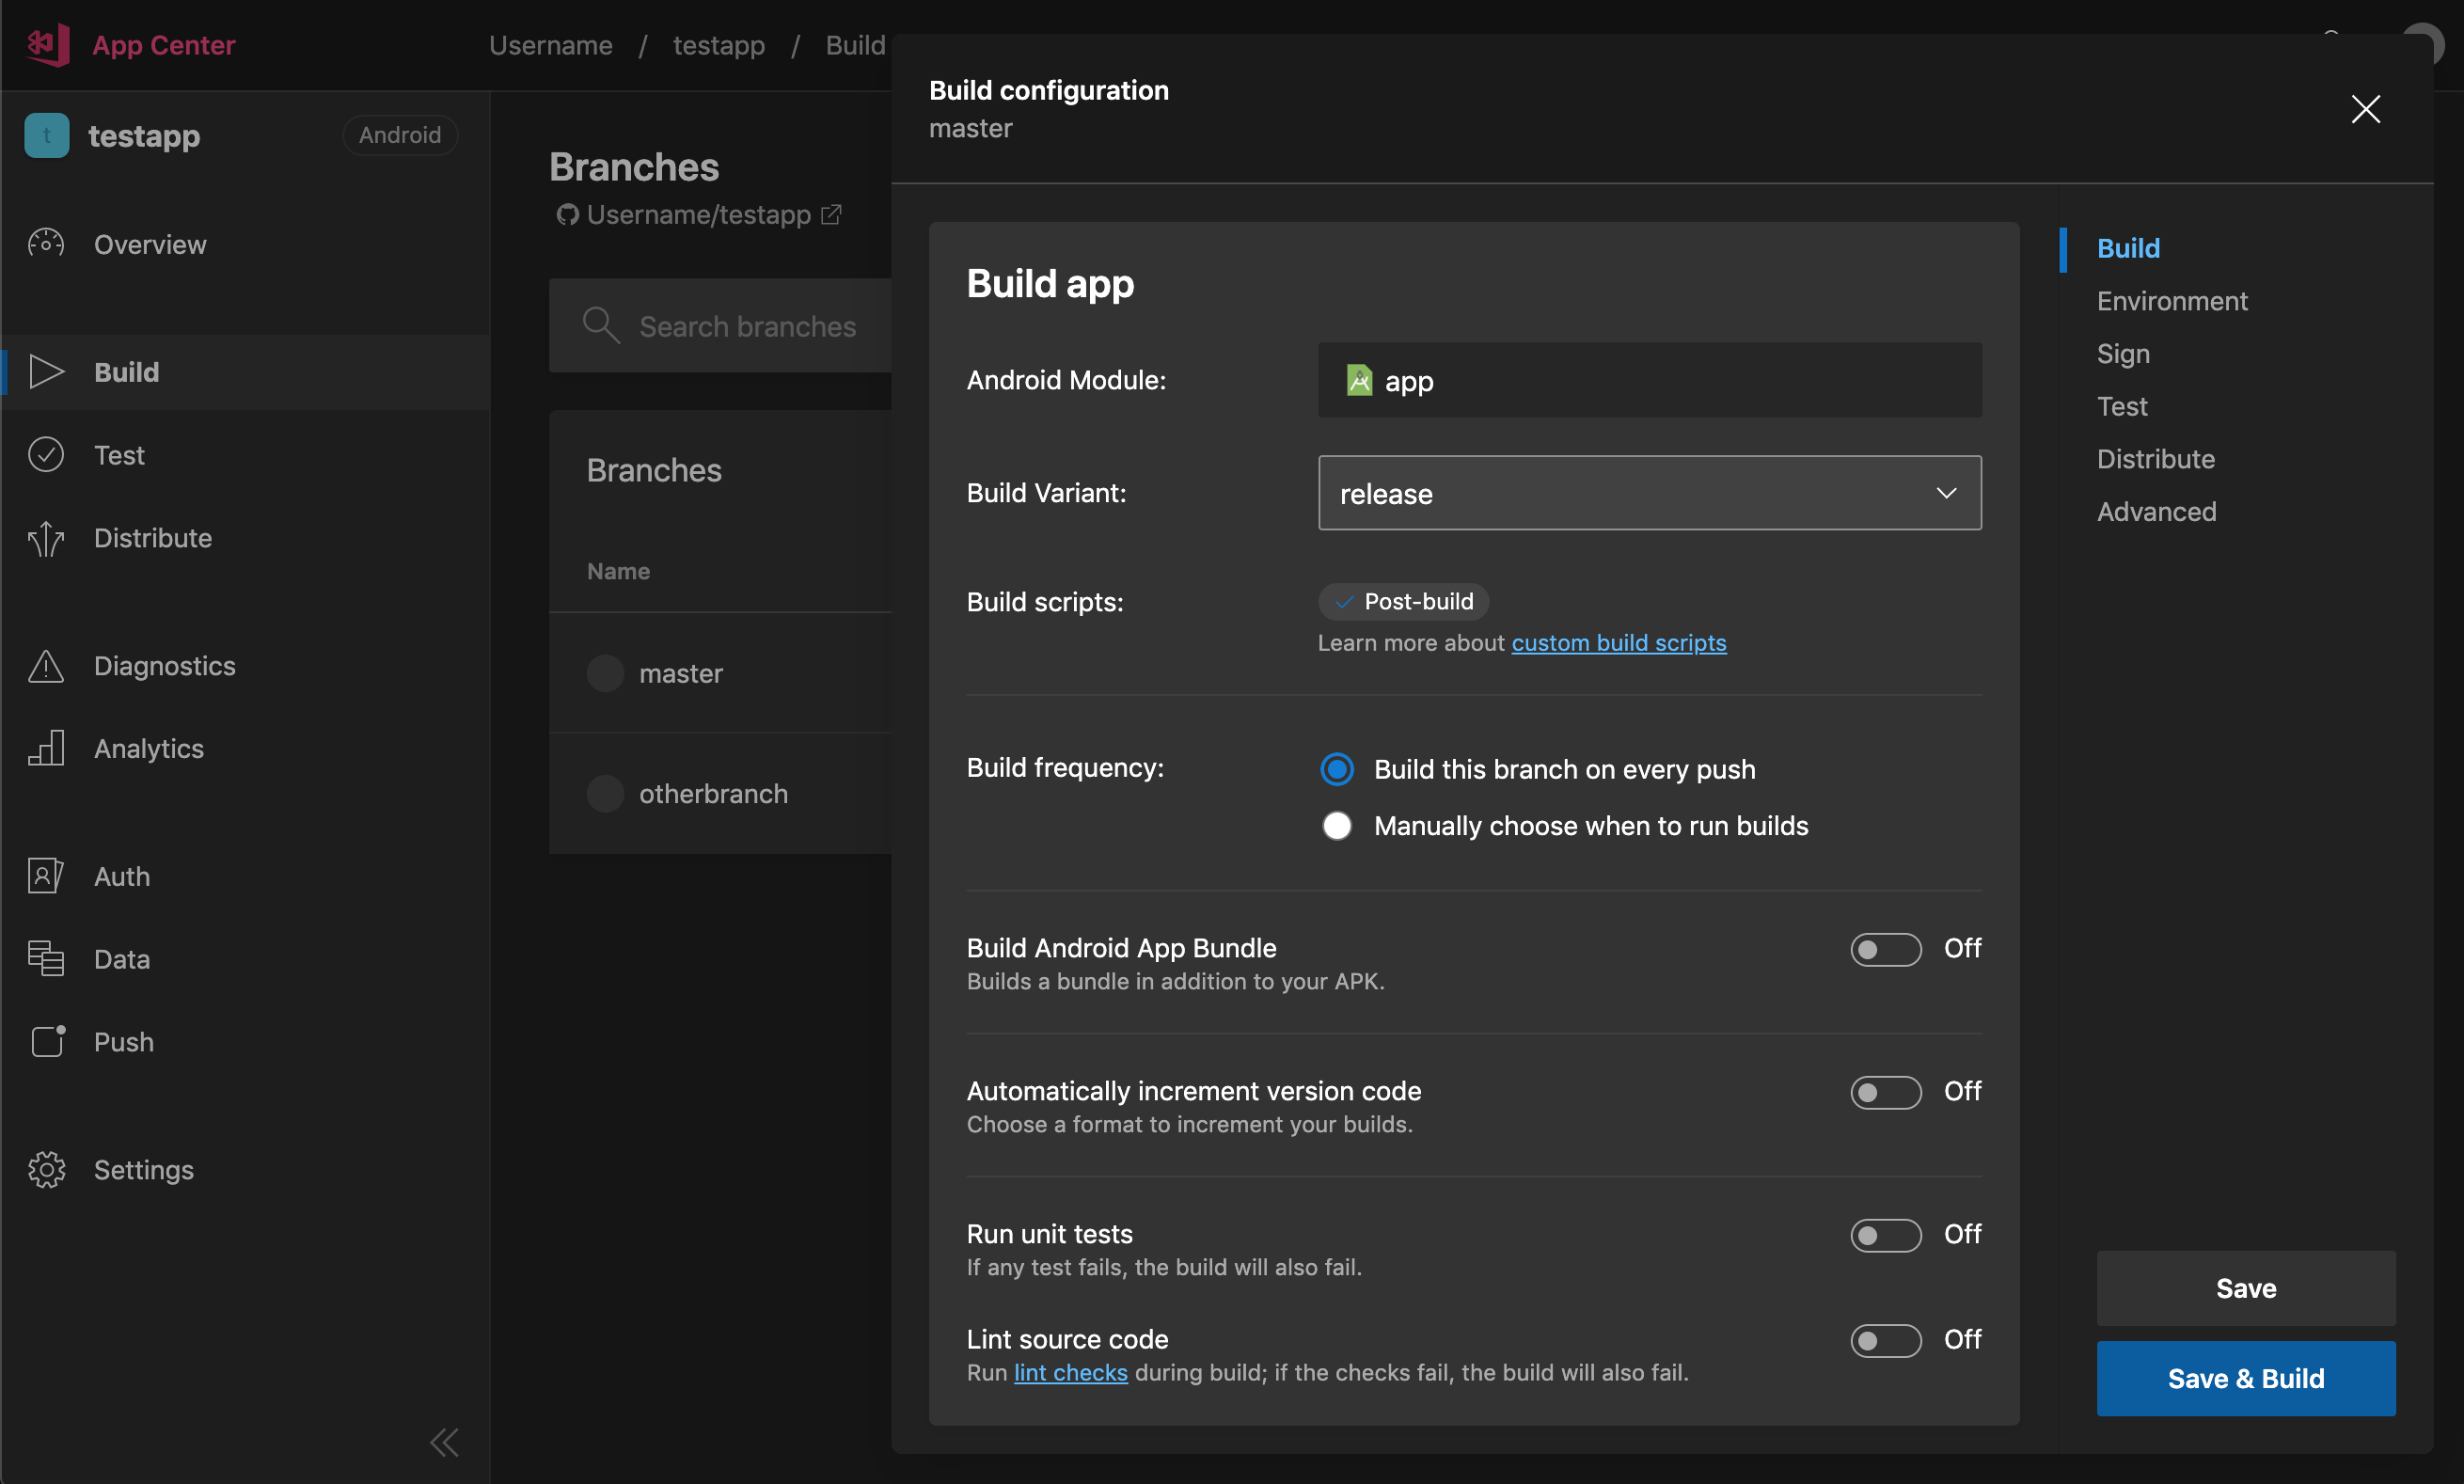 App Center
Username / testapp / Build
t testapp Android
Overview
Build
Test
Distribute
Diagnostics
Analytics
Auth
Data
Push
Settings
Branches
Username/testapp
Search branches
Branches
Name
master
otherbranch
Build configuration
master
Build app
Android Module: app
Build Variant: release
Build scripts: Post-build
Learn more about custom build scripts
Build frequency: Build this branch on every push
Manually choose when to run builds
Build Android App Bundle Off
Builds a bundle in addition to your APK.
Automatically increment version code Off
Choose a format to increment your builds.
Run unit tests Off
If any test fails, the build will also fail.
Lint source code Off
Run lint checks during build; if the checks fail, the build will also fail.
Build
Environment
Sign
Test
Distribute
Advanced
Save
Save & Build